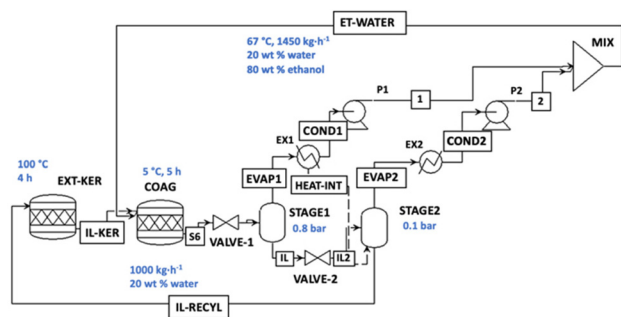 ET-WATER
67 °C, 1450 kg·h⁻¹
20 wt % water
80 wt % ethanol
MIX
P1
1
P2
2
COND1
COND2
EX1
EX2
100 °C
4 h
EXT-KER
5 °C, 5 h
COAG
EVAP1
HEAT-INT
EVAP2
IL-KER
S6
VALVE-1
STAGE1
0.8 bar
STAGE2
0.1 bar
IL
IL2
VALVE-2
1000 kg·h⁻¹
20 wt % water
IL-RECYL